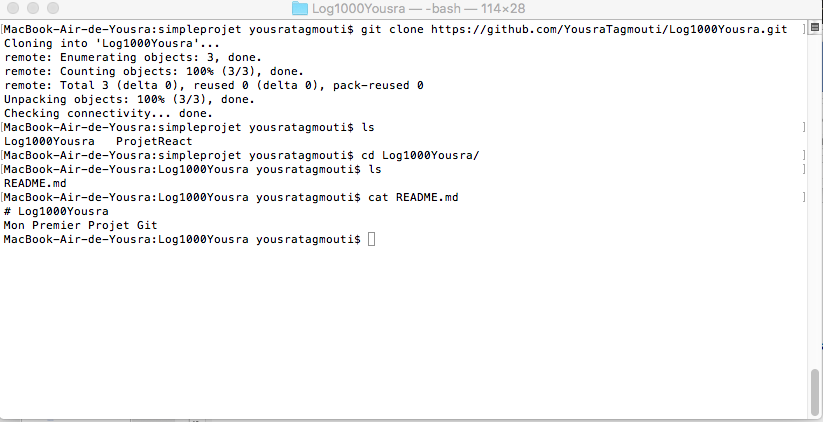 Log1000Yousra — -bash — 114×28
[MacBook-Air-de-Yousra:simpleprojet yousratagmouti$ git clone https://github.com/YousraTagmouti/Log1000Yousra.git ]
Cloning into 'Log1000Yousra'...
remote: Enumerating objects: 3, done.
remote: Counting objects: 100% (3/3), done.
remote: Total 3 (delta 0), reused 0 (delta 0), pack-reused 0
Unpacking objects: 100% (3/3), done.
Checking connectivity... done.
[MacBook-Air-de-Yousra:simpleprojet yousratagmouti$ ls ]
Log1000Yousra ProjetReact
[MacBook-Air-de-Yousra:simpleprojet yousratagmouti$ cd Log1000Yousra/ ]
[MacBook-Air-de-Yousra:Log1000Yousra yousratagmouti$ ls ]
README.md
[MacBook-Air-de-Yousra:Log1000Yousra yousratagmouti$ cat README.md ]
# Log1000Yousra
Mon Premier Projet Git
MacBook-Air-de-Yousra:Log1000Yousra yousratagmouti$